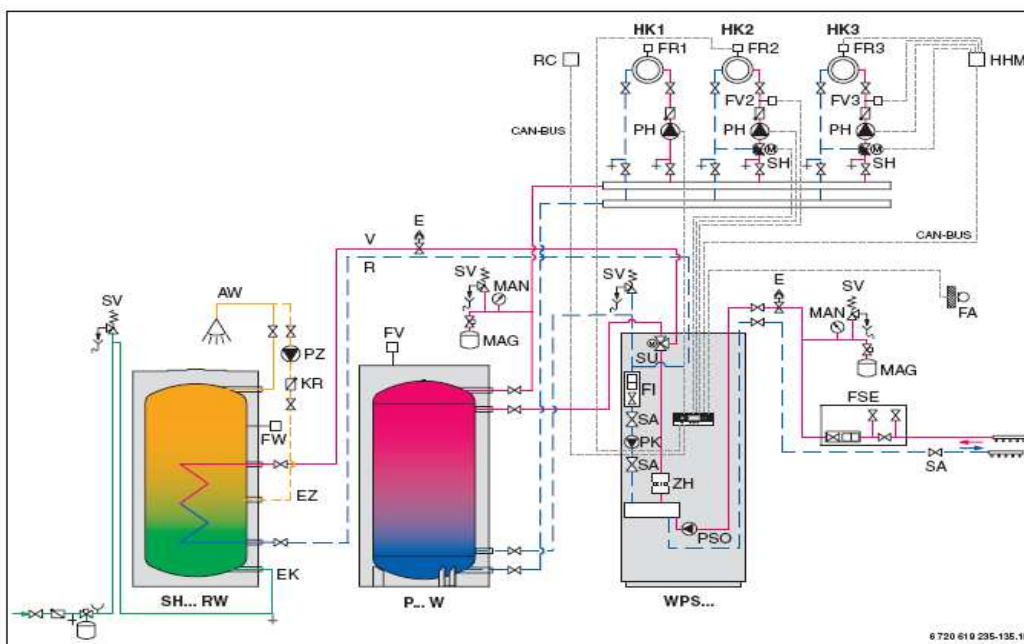 HK1 HK2 HK3
RC FR1 FR2 FR3 HHM
FV2 FV3
PH PH PH
CAN-BUS
M M
SH SH
CAN-BUS
E
V
R
E
SV MAN SV SV
MAN FA
SV AW
MAG MAG
FV M SU
PZ
KR FI FSE
SA
FW PK
SA SA
EZ ZH
PSO
EK
SH... RW P... W WPS...
6 720 619 235-135.1I